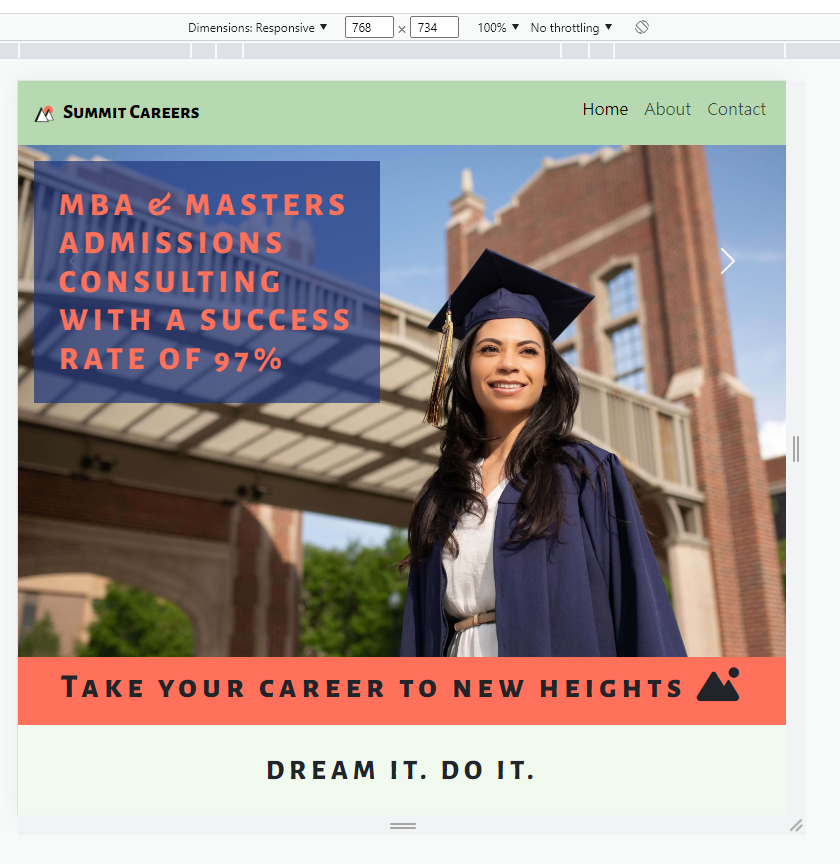 Dimensions: Responsive ▼ 768 × 734 100% ▼ No throttling ▼
Summit Careers Home About Contact
MBA & MASTERS
ADMISSIONS
CONSULTING
WITH A SUCCESS
RATE OF 97%
Take your career to new heights
DREAM IT. DO IT.